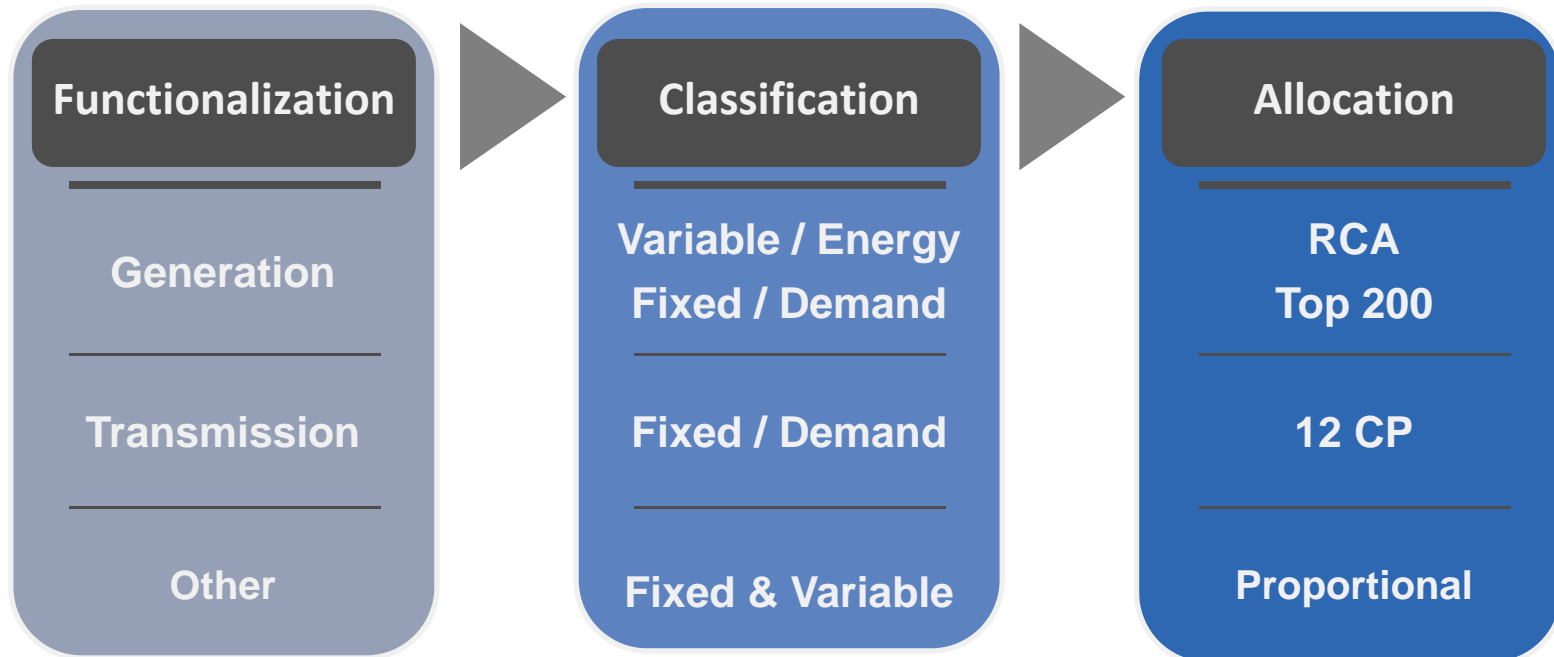 Functionalization
Generation
Transmission
Other
Classification
Variable / Energy
Fixed / Demand
Fixed / Demand
Fixed & Variable
Allocation
RCA
Top 200
12 CP
Proportional